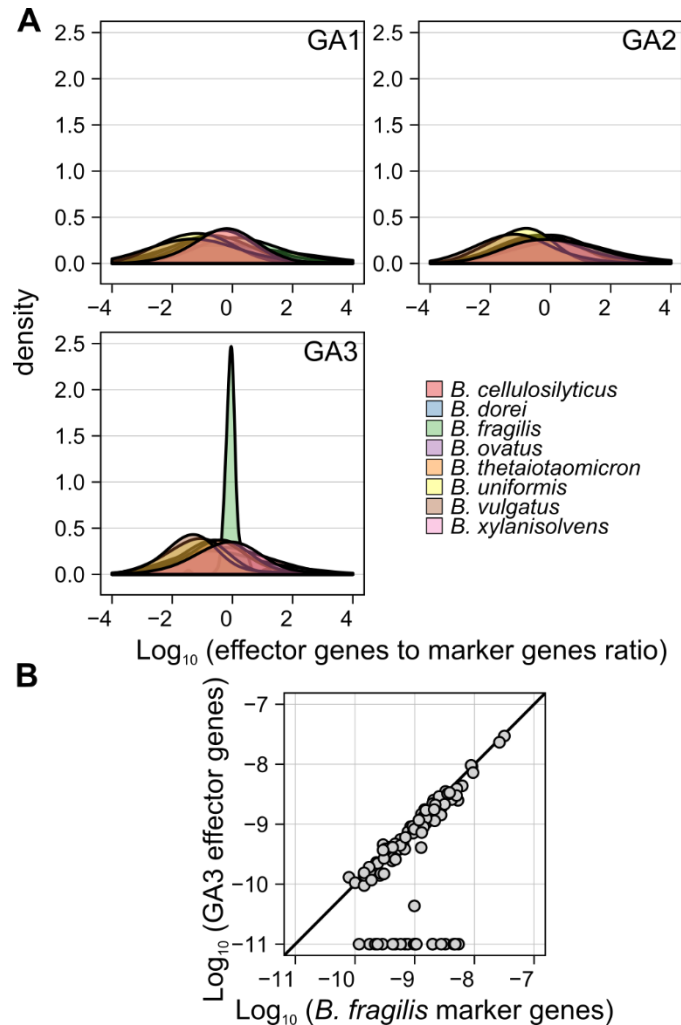 A
GA1
2.5
2.0
1.5
1.0
0.5
0.0
−4 −2 0 2 4
GA2
2.5
2.0
1.5
1.0
0.5
0.0
−4 −2 0 2 4
GA3
2.5
2.0
1.5
1.0
0.5
0.0
−4 −2 0 2 4
density
B. cellulosilyticus
B. dorei
B. fragilis
B. ovatus
B. thetaiotaomicron
B. uniformis
B. vulgatus
B. xylanisolvens
Log₁₀ (effector genes to marker genes ratio)
B
Log₁₀ (GA3 effector genes)
−7
−8
−9
−10
−11
−11 −10 −9 −8 −7
Log₁₀ (B. fragilis marker genes)